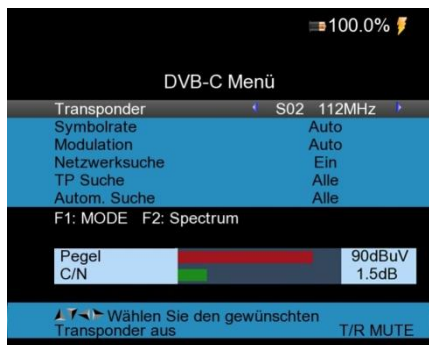 100.0%
DVB-C Menü
Transponder S02 112MHz
Symbolrate Auto
Modulation Auto
Netzwerksuche Ein
TP Suche Alle
Autom. Suche Alle
F1: MODE F2: Spectrum
Pegel 90dBuV
C/N 1.5dB
Wählen Sie den gewünschten
Transponder aus T/R MUTE